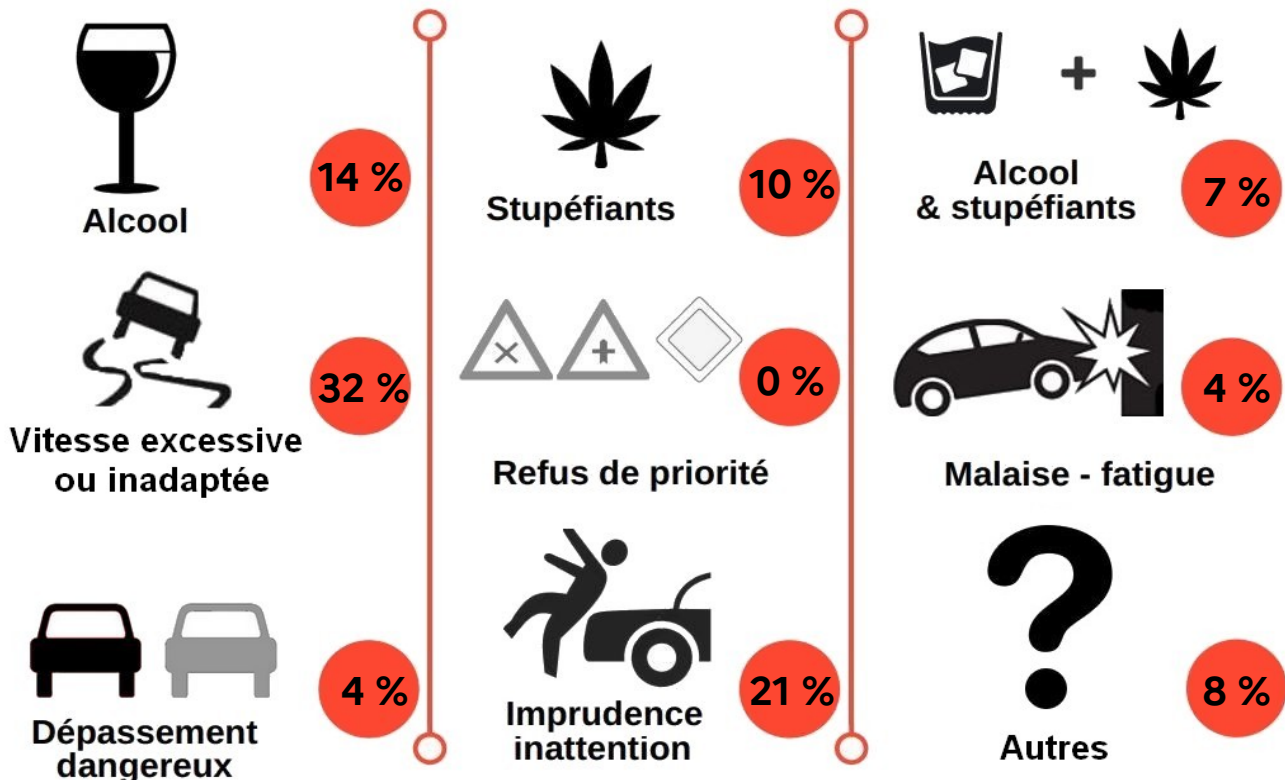 14 %
Alcool
10 %
Stupéfiants
Alcool
& stupéfiants
7 %
32 %
Vitesse excessive
ou inadaptée
0 %
Refus de priorité
4 %
Malaise - fatigue
4 %
Dépassement
dangereux
21 %
Imprudence
inattention
8 %
Autres